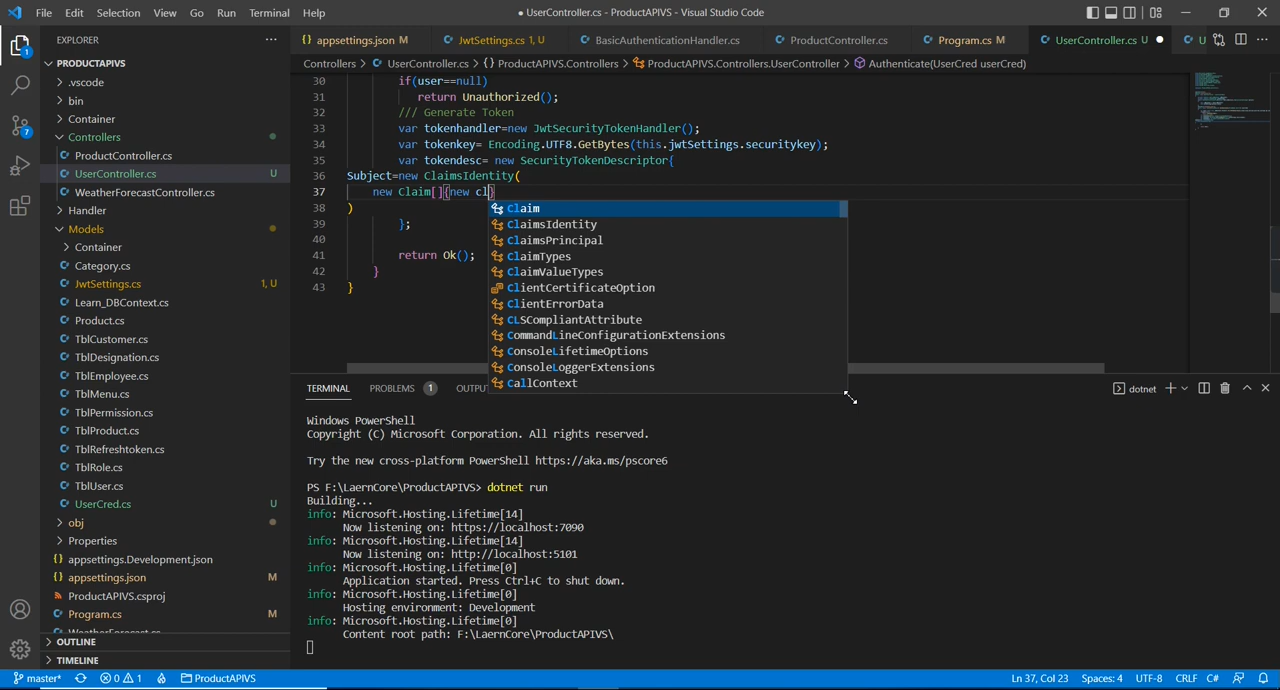 File Edit Selection View Go Run Terminal Help
● UserController.cs - ProductAPIVS - Visual Studio Code
EXPLORER
{} appsettings.json M
JwtSettings.cs 1, U
BasicAuthenticationHandler.cs
ProductController.cs
Program.cs M
UserController.cs U ●
U
Controllers > UserController.cs > {} ProductAPIVS.Controllers > ProductAPIVS.Controllers.UserController > Authenticate(UserCred userCred)
PRODUCTAPIVS
.vscode
bin
Container
Controllers
ProductController.cs
UserController.cs U
WeatherForecastController.cs
Handler
Models
Container
Category.cs
JwtSettings.cs 1, U
Learn_DBContext.cs
Product.cs
TblCustomer.cs
TblDesignation.cs
TblEmployee.cs
TblMenu.cs
TblPermission.cs
TblProduct.cs
TblRefreshtoken.cs
TblRole.cs
TblUser.cs
UserCred.cs U
obj
Properties
{} appsettings.Development.json
{} appsettings.json M
ProductAPIVS.csproj
Program.cs M
WeatherForecast.cs
OUTLINE
TIMELINE
1
7
30 if(user==null)
31 return Unauthorized();
32 /// Generate Token
33 var tokenhandler=new JwtSecurityTokenHandler();
34 var tokenkey= Encoding.UTF8.GetBytes(this.jwtSettings.securitykey);
35 var tokendesc= new SecurityTokenDescriptor{
36 Subject=new ClaimsIdentity(
37 new Claim[]{new cl}
38 )
39 };
40
41 return Ok();
42 }
43 }
Claim
ClaimsIdentity
ClaimsPrincipal
ClaimTypes
ClaimValueTypes
ClientCertificateOption
ClientErrorData
CLSCompliantAttribute
CommandLineConfigurationExtensions
ConsoleLifetimeOptions
ConsoleLoggerExtensions
CallContext
TERMINAL PROBLEMS 1 OUTPU
dotnet
Windows PowerShell
Copyright (C) Microsoft Corporation. All rights reserved.
Try the new cross-platform PowerShell https://aka.ms/pscore6
PS F:\LaernCore\ProductAPIVS> dotnet run
Building...
info: Microsoft.Hosting.Lifetime[14]
Now listening on: https://localhost:7090
info: Microsoft.Hosting.Lifetime[14]
Now listening on: http://localhost:5101
info: Microsoft.Hosting.Lifetime[0]
Application started. Press Ctrl+C to shut down.
info: Microsoft.Hosting.Lifetime[0]
Hosting environment: Development
info: Microsoft.Hosting.Lifetime[0]
Content root path: F:\LaernCore\ProductAPIVS\
master* 0 1 ProductAPIVS
Ln 37, Col 23 Spaces: 4 UTF-8 CRLF C#